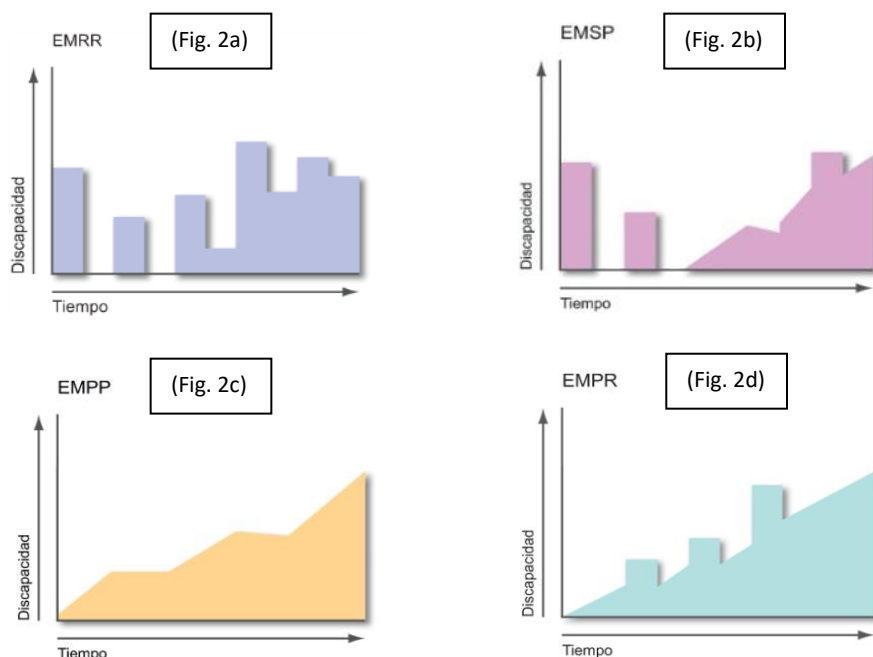 EMRR
(Fig. 2a)
Discapacidad
Tiempo
EMSP
(Fig. 2b)
Discapacidad
Tiempo
EMPP
(Fig. 2c)
Discapacidad
Tiempo
EMPR
(Fig. 2d)
Discapacidad
Tiempo